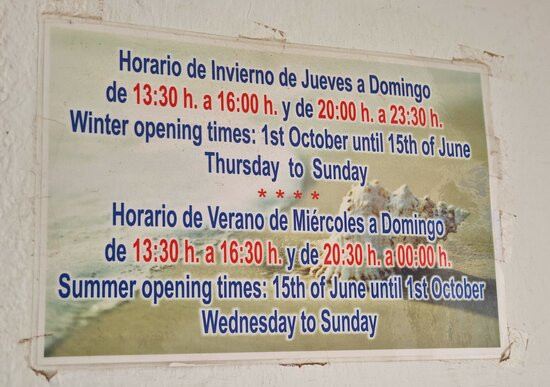 Horario de Invierno de Jueves a Domingo
de 13:30 h. a 16:00 h. y de 20:00 h. a 23:30 h.
Winter opening times: 1st October until 15th of June
Thursday to Sunday
* * * *
Horario de Verano de Miércoles a Domingo
de 13:30 h. a 16:30 h. y de 20:30 h. a 00:00 h.
Summer opening times: 15th of June until 1st October
Wednesday to Sunday